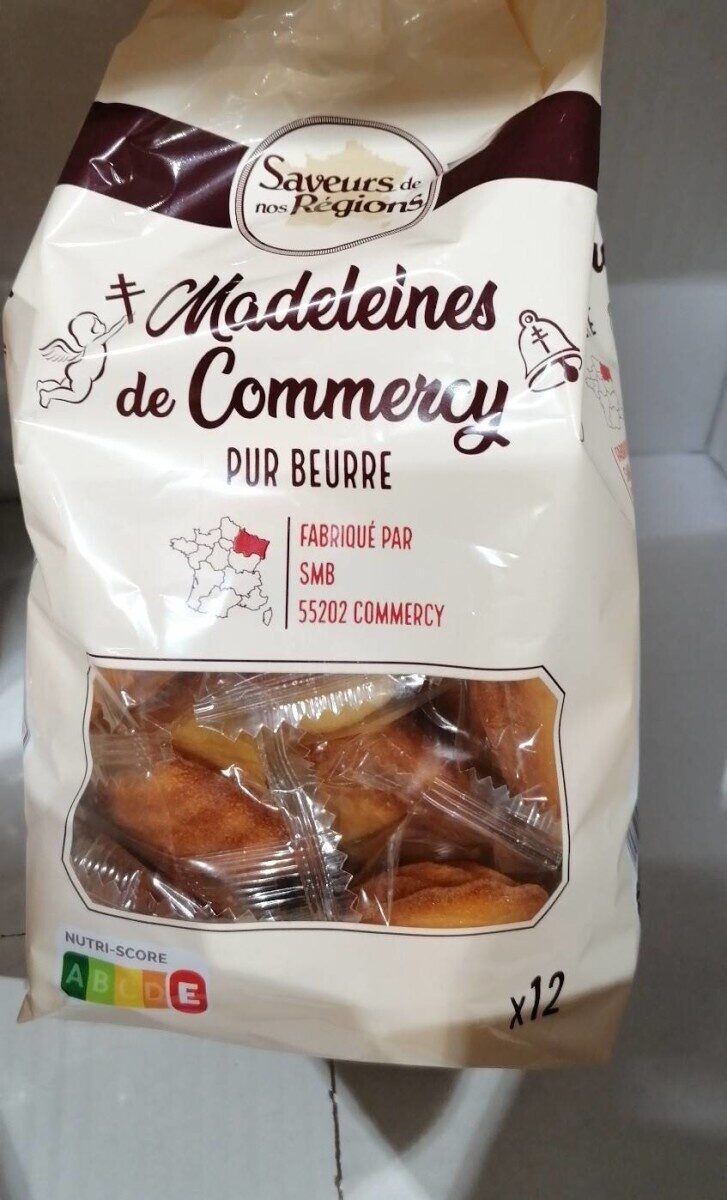 Saveurs de
nos Régions
Madeleines
de Commercy
PUR BEURRE
FABRIQUÉ PAR
SMB
55202 COMMERCY
NUTRI-SCORE
A B C D E
x12